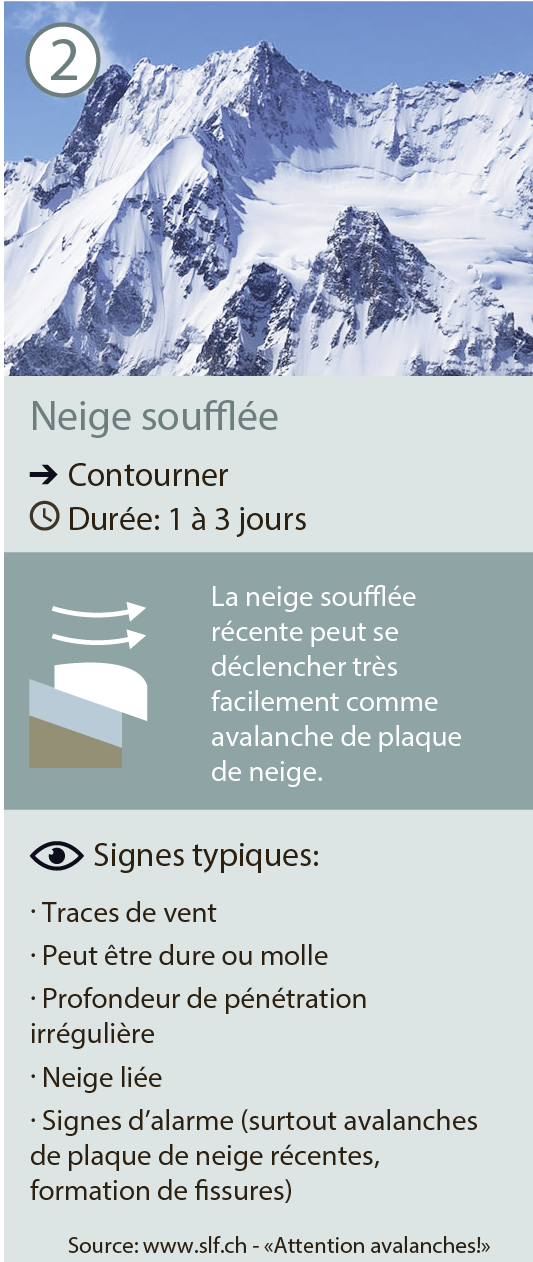 2
Neige soufflée
➔ Contourner
Durée: 1 à 3 jours
La neige soufflée
récente peut se
déclencher très
facilement comme
avalanche de plaque
de neige.
Signes typiques:
· Traces de vent
· Peut être dure ou molle
· Profondeur de pénétration
irrégulière
· Neige liée
· Signes d’alarme (surtout avalanches
de plaque de neige récentes,
formation de fissures)
Source: www.slf.ch - «Attention avalanches!»